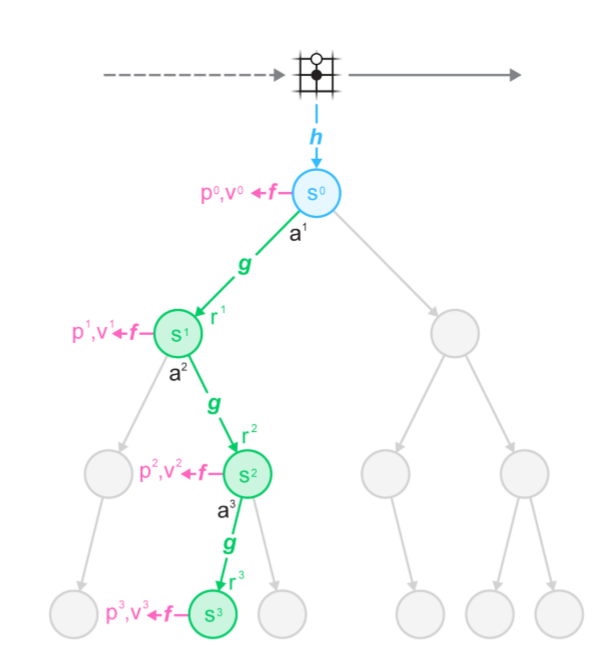 h
p⁰,v⁰ f s⁰
a¹
g
r¹
p¹,v¹ f s¹
a²
g
r²
p²,v² f s²
a³
g
r³
p³,v³ f s³